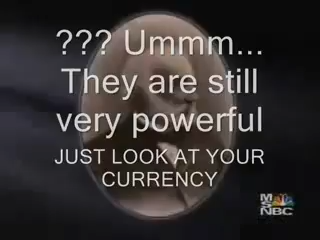 ??? Ummm...
They are still
very powerful
JUST LOOK AT YOUR
CURRENCY
MSNBC